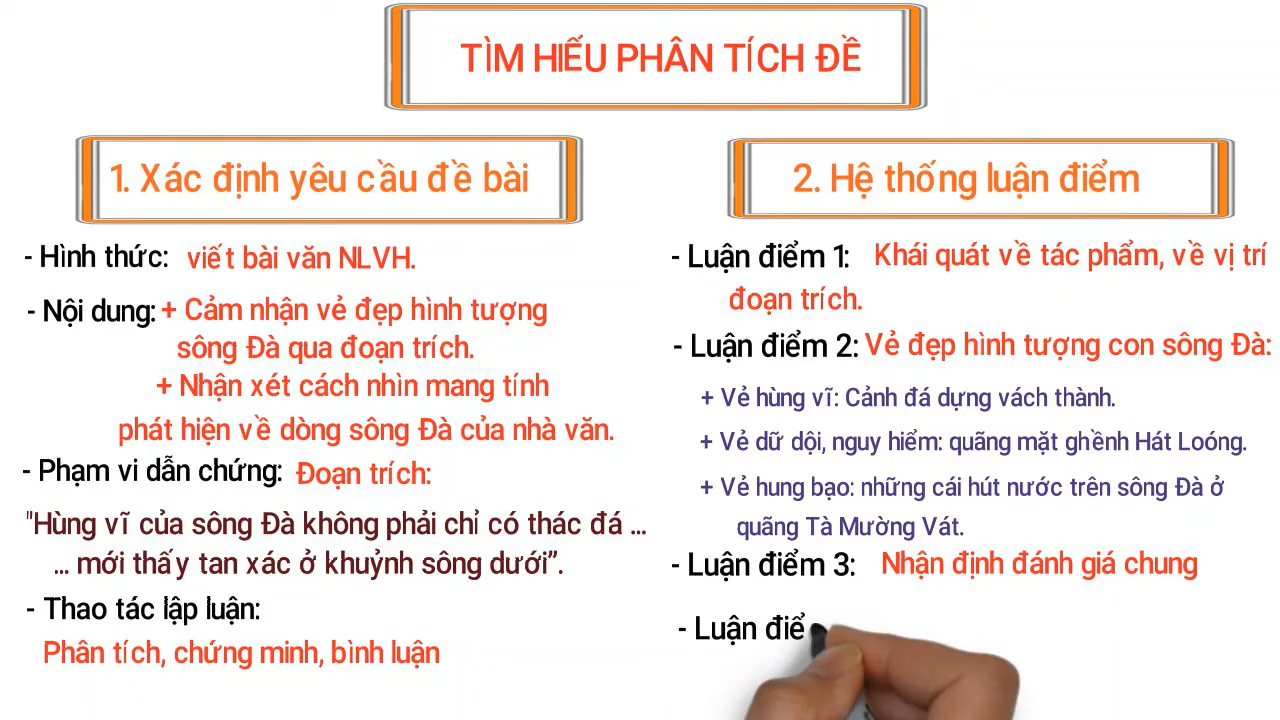 TÌM HIỂU PHÂN TÍCH ĐỀ
1. Xác định yêu cầu đề bài
- Hình thức: viết bài văn NLVH.
- Nội dung: + Cảm nhận vẻ đẹp hình tượng
sông Đà qua đoạn trích.
+ Nhận xét cách nhìn mang tính
phát hiện về dòng sông Đà của nhà văn.
- Phạm vi dẫn chứng: Đoạn trích:
"Hùng vĩ của sông Đà không phải chỉ có thác đá ...
... mới thấy tan xác ở khuỷnh sông dưới”.
- Thao tác lập luận:
Phân tích, chứng minh, bình luận
2. Hệ thống luận điểm
- Luận điểm 1: Khái quát về tác phẩm, về vị trí
đoạn trích.
- Luận điểm 2: Vẻ đẹp hình tượng con sông Đà:
+ Vẻ hùng vĩ: Cảnh đá dựng vách thành.
+ Vẻ dữ dội, nguy hiểm: quãng mặt ghềnh Hát Loóng.
+ Vẻ hung bạo: những cái hút nước trên sông Đà ở
quãng Tà Mường Vát.
- Luận điểm 3: Nhận định đánh giá chung
- Luận điể